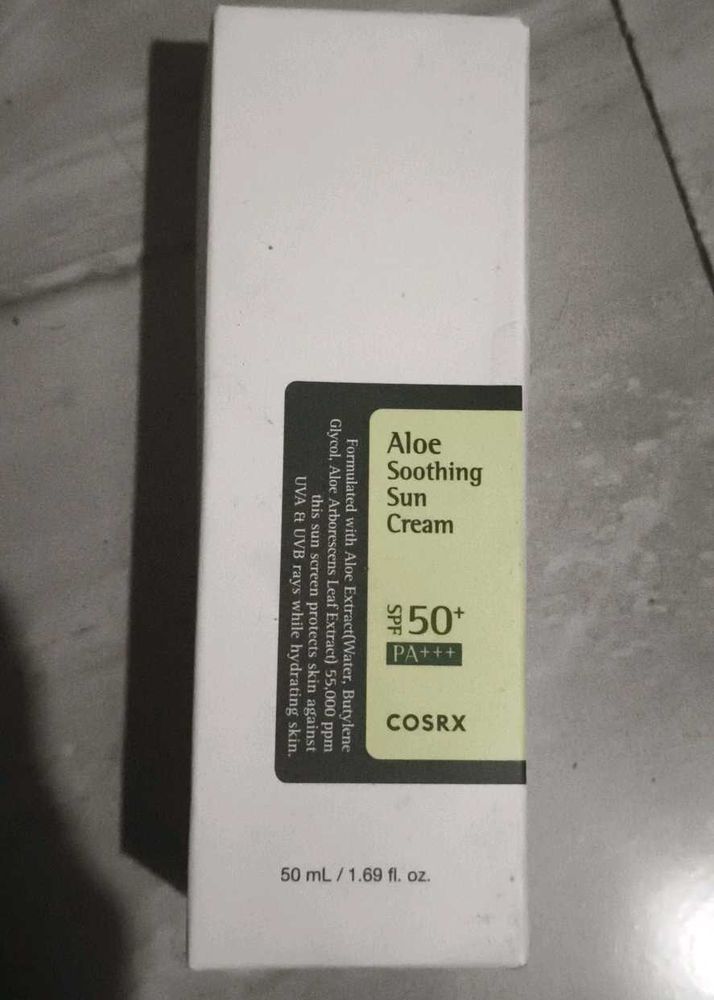 Aloe
Soothing
Sun
Cream
SPF 50+
PA+++
COSRX
Formulated with Aloe Extract(Water, Butylene
Glycol, Aloe Arborescens Leaf Extract) 55,000 ppm
this sun screen protects skin against
UVA & UVB rays while hydrating skin.
50 mL / 1.69 fl. oz.